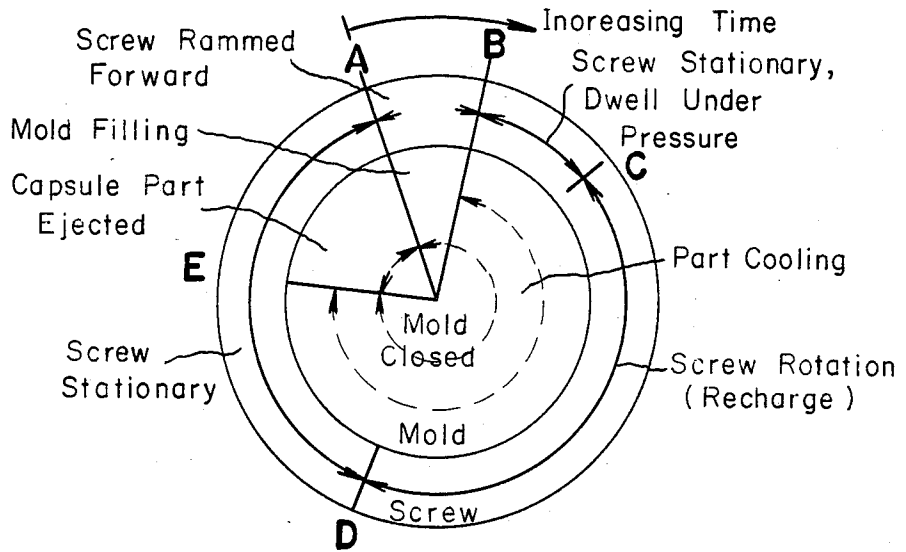 Inoreasing Time
Screw Rammed
Forward
A
B
Screw Stationary,
Dwell Under
Pressure
Mold Filling
C
Capsule Part
Ejected
E
Part Cooling
Mold
Closed
Screw
Stationary
Screw Rotation
(Recharge)
Mold
Screw
D